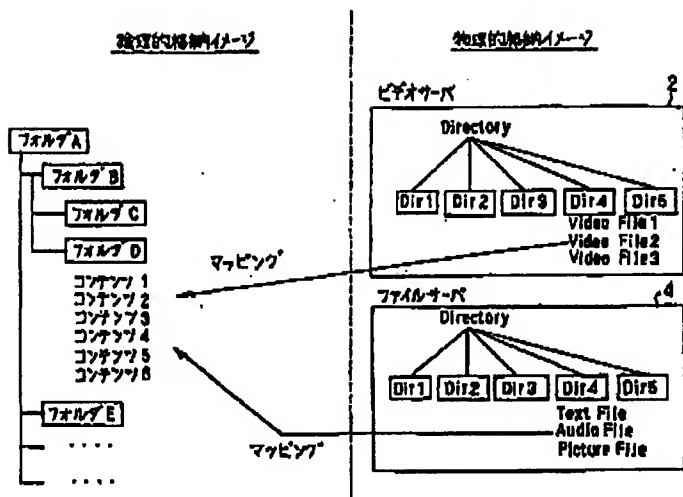 論理的格納イメージ
フォルダA
フォルダB
フォルダC
フォルダD
コンテンツ1
コンテンツ2
コンテンツ3
コンテンツ4
コンテンツ5
コンテンツ6
フォルダE
‥‥
‥‥
マッピング
マッピング
物理的格納イメージ
ビデオサーバ
2
Directory
Dir1
Dir2
Dir3
Dir4
Dir5
Video File1
Video File2
Video File3
ファイルサーバ
4
Directory
Dir1
Dir2
Dir3
Dir4
Dir5
Text File
Audio File
Picture File